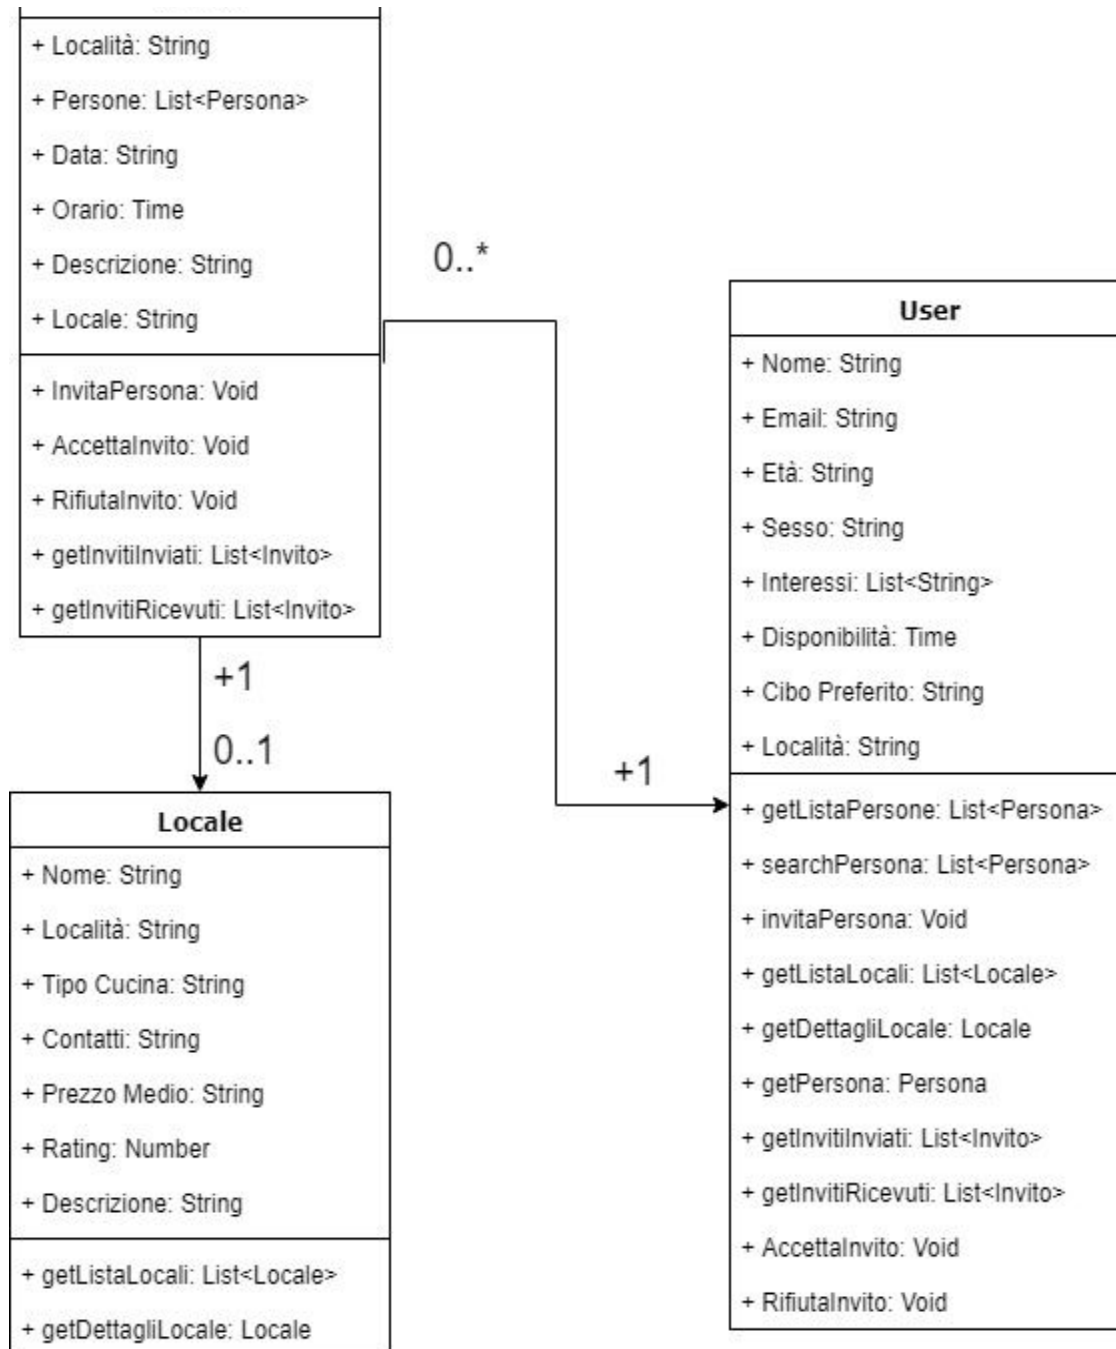 + Località: String
+ Persone: List<Persona>
+ Data: String
+ Orario: Time
+ Descrizione: String
+ Locale: String
+ InvitaPersona: Void
+ AccettaInvito: Void
+ RifiutaInvito: Void
+ getInvitiInviati: List<Invito>
+ getInvitiRicevuti: List<Invito>
0..*
+1
0..1
+1
Locale
+ Nome: String
+ Località: String
+ Tipo Cucina: String
+ Contatti: String
+ Prezzo Medio: String
+ Rating: Number
+ Descrizione: String
+ getListaLocali: List<Locale>
+ getDettagliLocale: Locale
User
+ Nome: String
+ Email: String
+ Età: String
+ Sesso: String
+ Interessi: List<String>
+ Disponibilità: Time
+ Cibo Preferito: String
+ Località: String
+ getListaPersone: List<Persona>
+ searchPersona: List<Persona>
+ invitaPersona: Void
+ getListaLocali: List<Locale>
+ getDettagliLocale: Locale
+ getPersona: Persona
+ getInvitiInviati: List<Invito>
+ getInvitiRicevuti: List<Invito>
+ AccettaInvito: Void
+ RifiutaInvito: Void